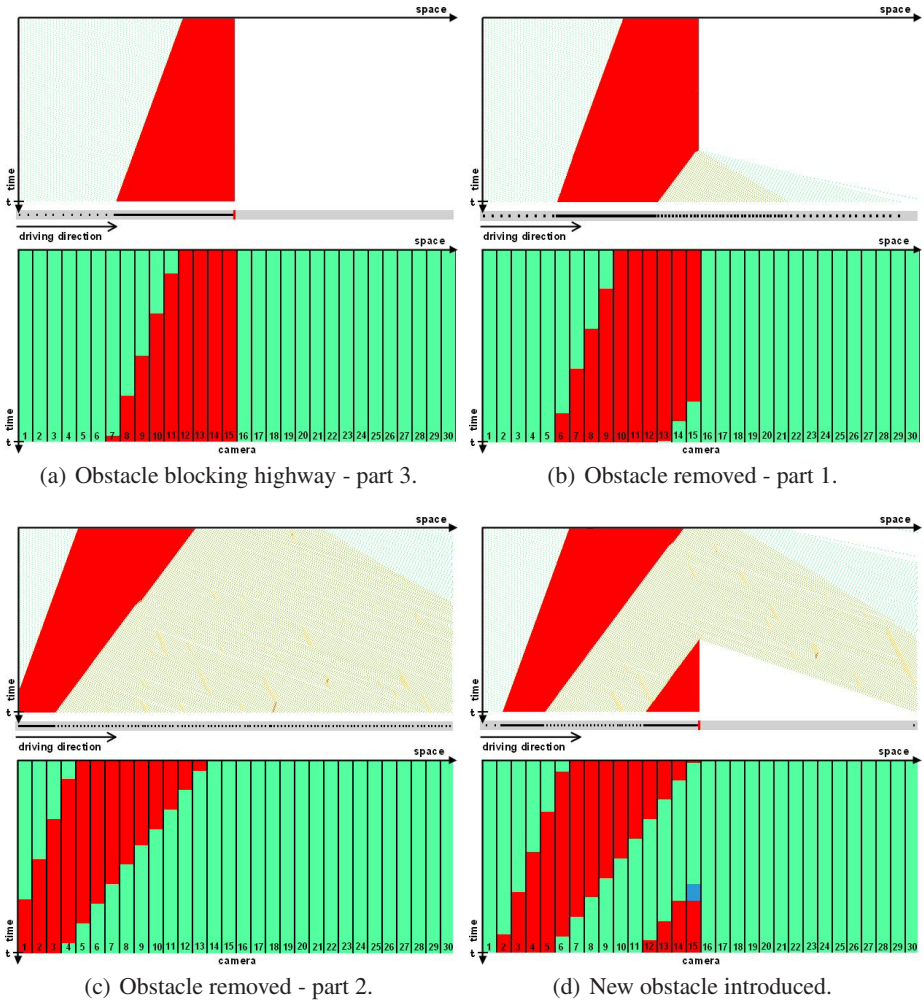 space
time
t
driving direction
space
time
t
1 2 3 4 5 6 7 8 9 10 11 12 13 14 15 16 17 18 19 20 21 22 23 24 25 26 27 28 29 30
camera
(a) Obstacle blocking highway - part 3.
space
time
t
driving direction
space
time
t
1 2 3 4 5 6 7 8 9 10 11 12 13 14 15 16 17 18 19 20 21 22 23 24 25 26 27 28 29 30
camera
(b) Obstacle removed - part 1.
space
time
t
driving direction
space
time
t
1 2 3 4 5 6 7 8 9 10 11 12 13 14 15 16 17 18 19 20 21 22 23 24 25 26 27 28 29 30
camera
(c) Obstacle removed - part 2.
space
time
t
driving direction
space
time
t
1 2 3 4 5 6 7 8 9 10 11 12 13 14 15 16 17 18 19 20 21 22 23 24 25 26 27 28 29 30
camera
(d) New obstacle introduced.